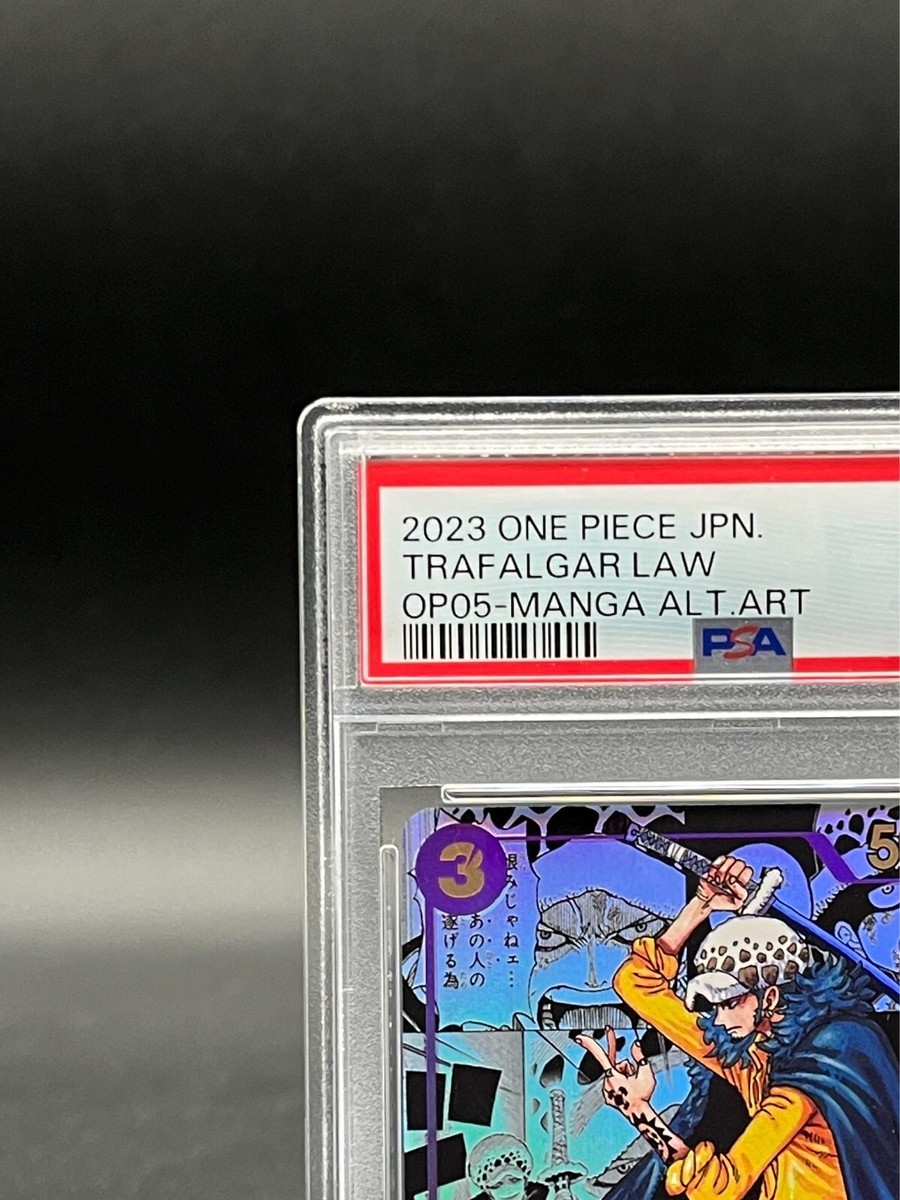 2023 ONE PIECE JPN.
TRAFALGAR LAW
OP05-MANGA ALT.ART
PSA
3
5
恨みじゃねェ…
あの人の
遂げる為